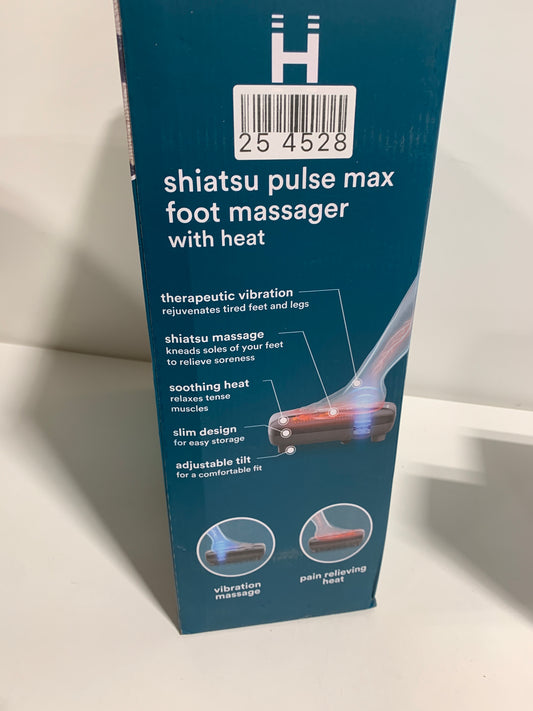 H
25 4528
shiatsu pulse max
foot massager
with heat
therapeutic vibration
rejuvenates tired feet and legs
shiatsu massage
kneads soles of your feet
to relieve soreness
soothing heat
relaxes tense
muscles
slim design
for easy storage
adjustable tilt
for a comfortable fit
vibration
massage
pain relieving
heat